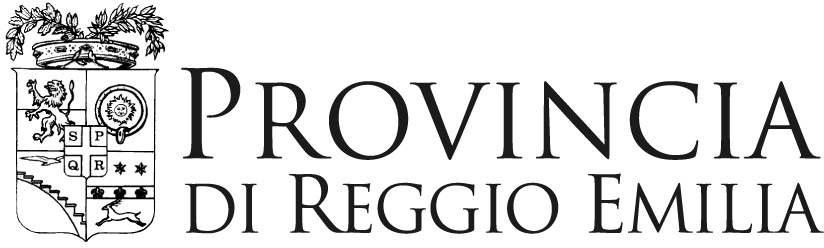 S P
Q R
PROVINCIA
DI REGGIO EMILIA